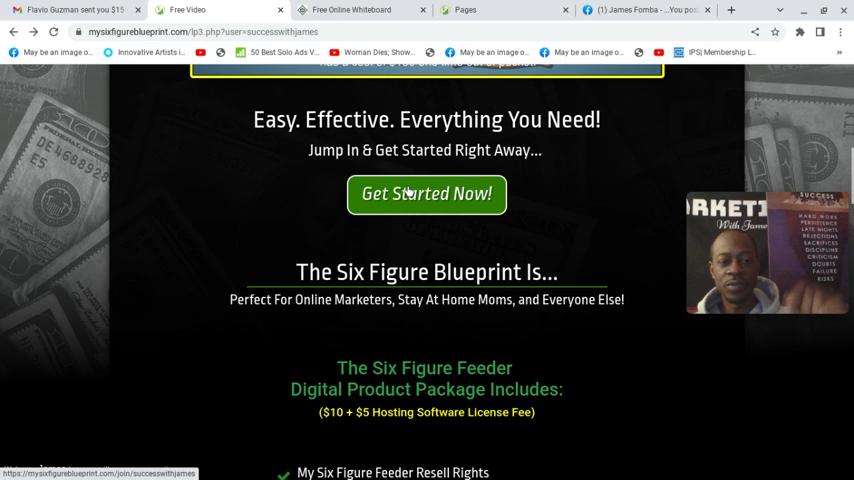 Flavio Guzman sent you $15
Free Video
Free Online Whiteboard
Pages
(1) James Fomba - ...You pos
mysixfigureblueprint.com/lp3.php?user=successwithjames
May be an image o...
Innovative Artists i...
50 Best Solo Ads V...
Woman Dies; Show...
May be an image o...
May be an image o...
IPS| Membership L...
Easy. Effective. Everything You Need!
Jump In & Get Started Right Away...
Get Started Now!
RKETI
With Jame
SUCCESS
HARD WORK
PERSISTENCE
LATE NIGHTS
REJECTIONS
SACRIFICES
DISCIPLINE
CRITICISM
DOUBTS
FAILURE
RISKS
The Six Figure Blueprint Is...
Perfect For Online Marketers, Stay At Home Moms, and Everyone Else!
The Six Figure Feeder
Digital Product Package Includes:
($10 + $5 Hosting Software License Fee)
My Six Figure Feeder Resell Rights
https://mysixfigureblueprint.com/join/successwithjames